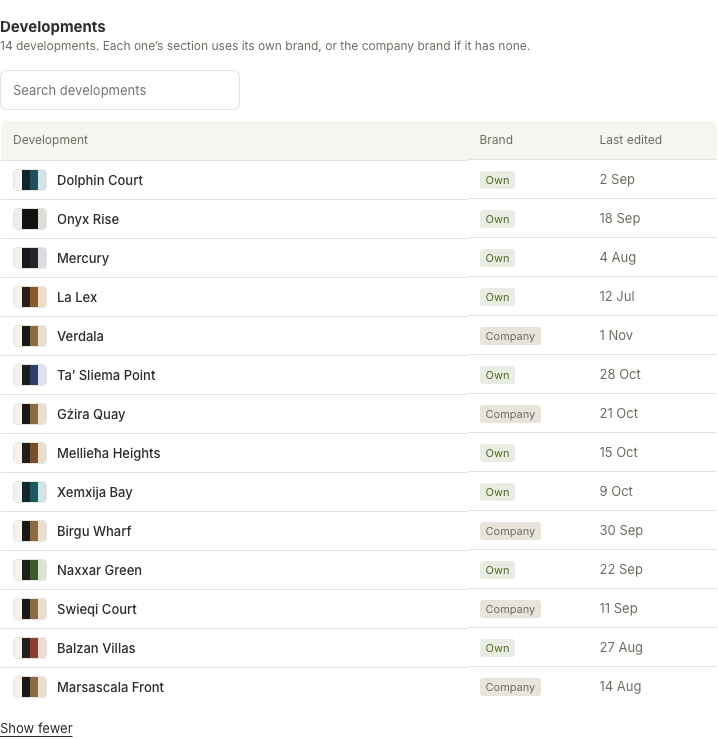 Developments
14 developments. Each one’s section uses its own brand, or the company brand if it has none.
Search developments
Development Brand Last edited
Dolphin Court Own 2 Sep
Onyx Rise Own 18 Sep
Mercury Own 4 Aug
La Lex Own 12 Jul
Verdala Company 1 Nov
Ta’ Sliema Point Own 28 Oct
Gżira Quay Company 21 Oct
Mellieħa Heights Own 15 Oct
Xemxija Bay Own 9 Oct
Birgu Wharf Company 30 Sep
Naxxar Green Own 22 Sep
Swieqi Court Company 11 Sep
Balzan Villas Own 27 Aug
Marsascala Front Company 14 Aug
Show fewer